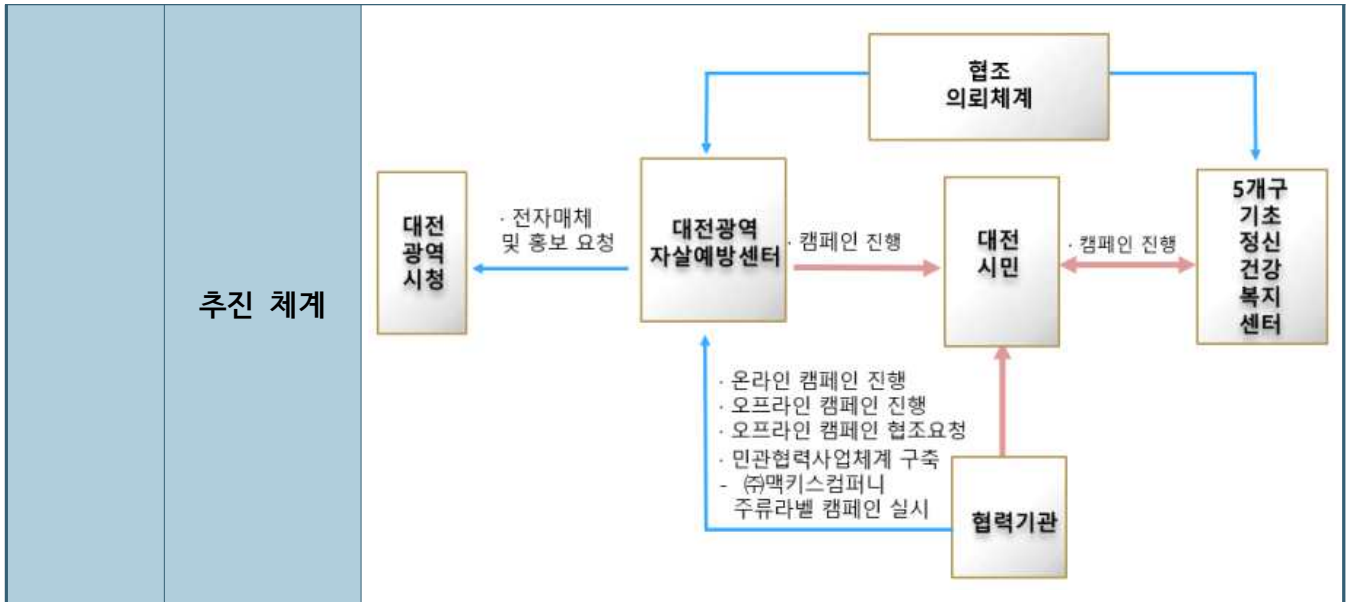 추진 체계
협조
의뢰체계
대전
광역
시청
· 전자매체
및 홍보 요청
대전광역
자살예방센터
· 캠페인 진행
대전
시민
· 캠페인 진행
5개구
기초
정신
건강
복지
센터
· 온라인 캠페인 진행
· 오프라인 캠페인 진행
· 오프라인 캠페인 협조요청
· 민관협력사업체계 구축
- ㈜맥키스컴퍼니
주류라벨 캠페인 실시
협력기관